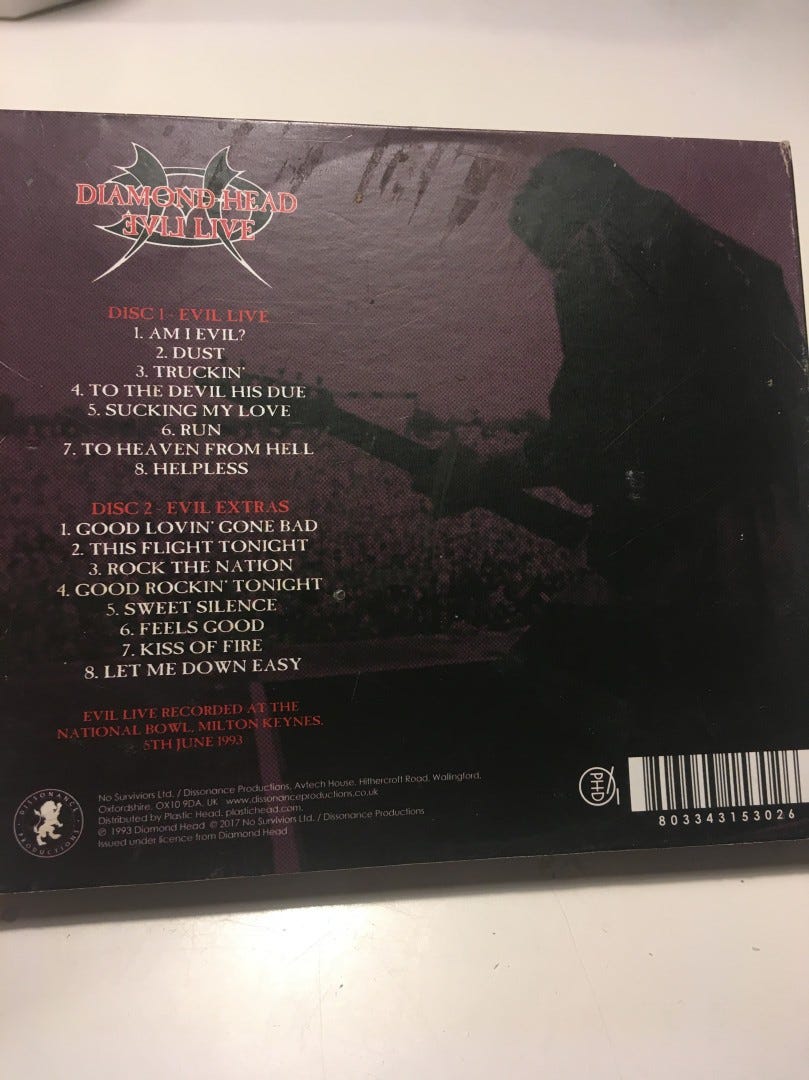 DIAMOND HEAD
EVIL LIVE
DISC 1 - EVIL LIVE
1. AM I EVIL?
2. DUST
3. TRUCKIN'
4. TO THE DEVIL HIS DUE
5. SUCKING MY LOVE
6. RUN
7. TO HEAVEN FROM HELL
8. HELPLESS
DISC 2 - EVIL EXTRAS
1. GOOD LOVIN' GONE BAD
2. THIS FLIGHT TONIGHT
3. ROCK THE NATION
4. GOOD ROCKIN' TONIGHT
5. SWEET SILENCE
6. FEELS GOOD
7. KISS OF FIRE
8. LET ME DOWN EASY
EVIL LIVE RECORDED AT THE
NATIONAL BOWL, MILTON KEYNES.
5TH JUNE 1993
DISSONANCE
PRODUCTIONS
No Surviviors Ltd. / Dissonance Productions, Avtech House, Hithercroft Road, Walingford,
Oxfordshire. OX10 9DA, UK www.dissonanceproductions.co.uk
Distributed by Plastic Head. plastichead.com.
℗ 1993 Diamond Head © 2017 No Surviviors Ltd. / Dissonance Productions
Issued under licence from Diamond Head
PHD
803343153026